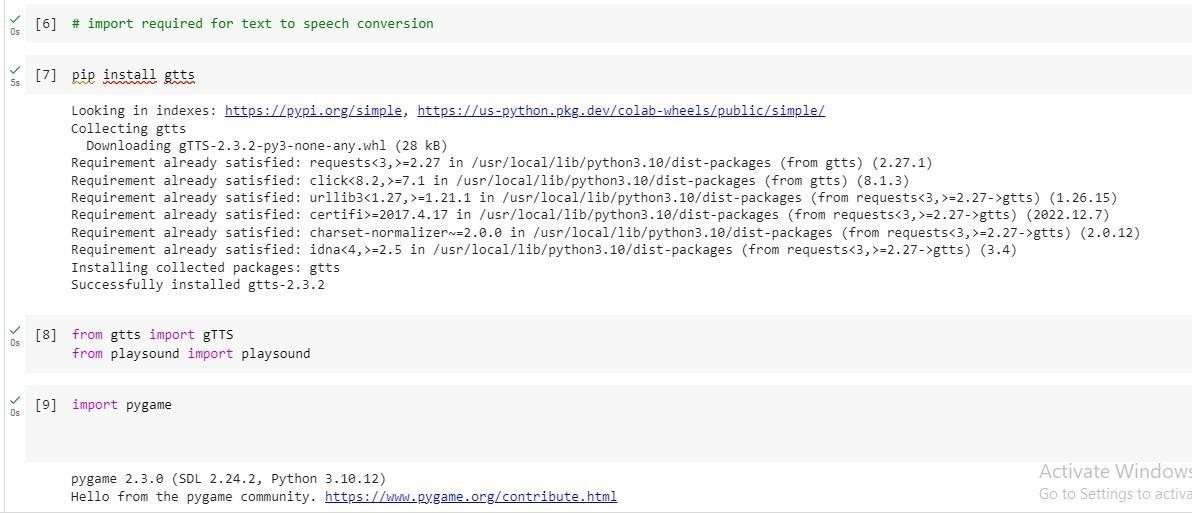 [6] # import required for text to speech conversion
0s
[7] pip install gtts
5s
Looking in indexes: https://pypi.org/simple, https://us-python.pkg.dev/colab-wheels/public/simple/
Collecting gtts
Downloading gTTS-2.3.2-py3-none-any.whl (28 kB)
Requirement already satisfied: requests<3,>=2.27 in /usr/local/lib/python3.10/dist-packages (from gtts) (2.27.1)
Requirement already satisfied: click<8.2,>=7.1 in /usr/local/lib/python3.10/dist-packages (from gtts) (8.1.3)
Requirement already satisfied: urllib3<1.27,>=1.21.1 in /usr/local/lib/python3.10/dist-packages (from requests<3,>=2.27->gtts) (1.26.15)
Requirement already satisfied: certifi>=2017.4.17 in /usr/local/lib/python3.10/dist-packages (from requests<3,>=2.27->gtts) (2022.12.7)
Requirement already satisfied: charset-normalizer~=2.0.0 in /usr/local/lib/python3.10/dist-packages (from requests<3,>=2.27->gtts) (2.0.12)
Requirement already satisfied: idna<4,>=2.5 in /usr/local/lib/python3.10/dist-packages (from requests<3,>=2.27->gtts) (3.4)
Installing collected packages: gtts
Successfully installed gtts-2.3.2
[8] from gtts import gTTS
0s
from playsound import playsound
[9] import pygame
0s
pygame 2.3.0 (SDL 2.24.2, Python 3.10.12)
Hello from the pygame community. https://www.pygame.org/contribute.html
Activate Windows
Go to Settings to activa